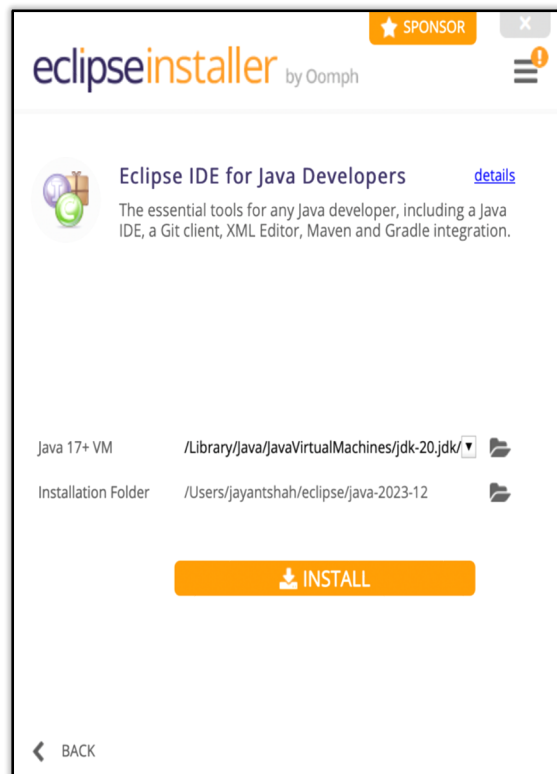 SPONSOR
eclipseinstaller by Oomph
Eclipse IDE for Java Developers details
The essential tools for any Java developer, including a Java
IDE, a Git client, XML Editor, Maven and Gradle integration.
Java 17+ VM /Library/Java/JavaVirtualMachines/jdk-20.jdk/
Installation Folder /Users/jayantshah/eclipse/java-2023-12
INSTALL
BACK